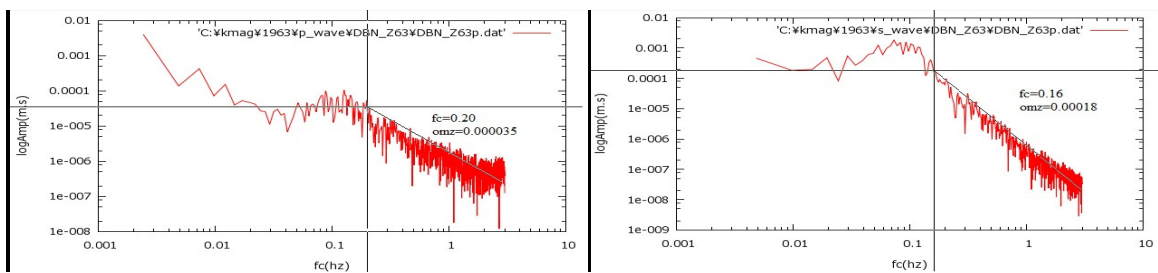 'C:¥kmag¥1963¥p_wave¥DBN_Z63¥DBN_Z63p.dat'
logAmp(m.s)
0.01
0.001
0.0001
1e-005
1e-006
1e-007
1e-008
fc=0.20
omz=0.000035
0.001
0.01
0.1
1
10
fc(hz)
'C:¥kmag¥1963¥s_wave¥DBN_Z63¥DBN_Z63p.dat'
logAmp(m.s)
0.01
0.001
0.0001
1e-005
1e-006
1e-007
1e-008
1e-009
fc=0.16
omz=0.00018
0.001
0.01
0.1
1
10
fc(hz)